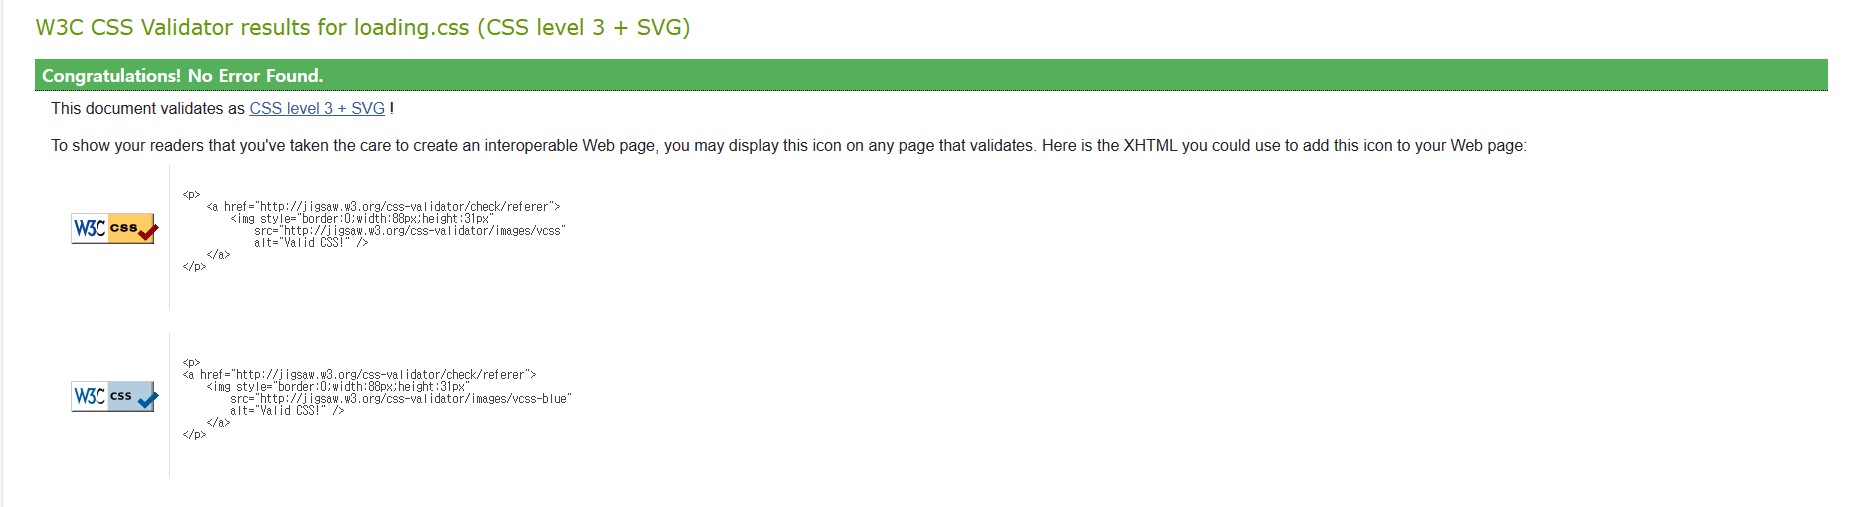 W3C CSS Validator results for loading.css (CSS level 3 + SVG)
Congratulations! No Error Found.
This document validates as CSS level 3 + SVG !
To show your readers that you've taken the care to create an interoperable Web page, you may display this icon on any page that validates. Here is the XHTML you could use to add this icon to your Web page:
W3C css
<p>
<a href="http://jigsaw.w3.org/css-validator/check/referer">
<img style="border:0;width:88px;height:31px"
src="http://jigsaw.w3.org/css-validator/images/vcss"
alt="Valid CSS!" />
</a>
</p>
W3C css
<p>
<a href="http://jigsaw.w3.org/css-validator/check/referer">
<img style="border:0;width:88px;height:31px"
src="http://jigsaw.w3.org/css-validator/images/vcss-blue"
alt="Valid CSS!" />
</a>
</p>